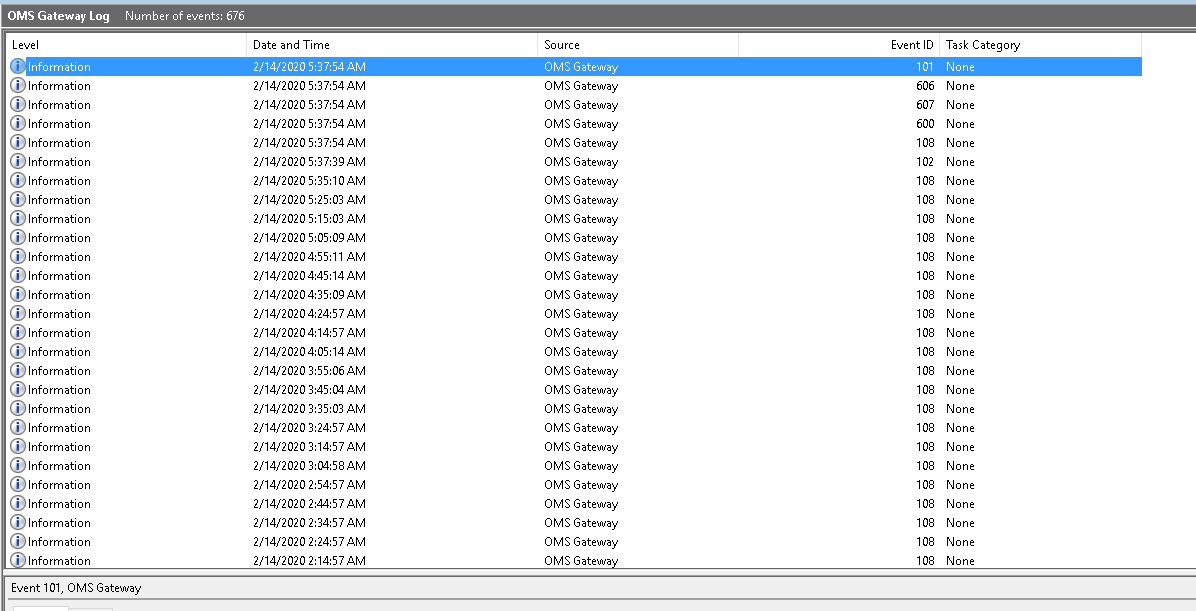 OMS Gateway Log Number of events: 676
Level Date and Time Source Event ID Task Category
Information 2/14/2020 5:37:54 AM OMS Gateway 101 None
Information 2/14/2020 5:37:54 AM OMS Gateway 606 None
Information 2/14/2020 5:37:54 AM OMS Gateway 607 None
Information 2/14/2020 5:37:54 AM OMS Gateway 600 None
Information 2/14/2020 5:37:54 AM OMS Gateway 108 None
Information 2/14/2020 5:37:39 AM OMS Gateway 102 None
Information 2/14/2020 5:35:10 AM OMS Gateway 108 None
Information 2/14/2020 5:25:03 AM OMS Gateway 108 None
Information 2/14/2020 5:15:03 AM OMS Gateway 108 None
Information 2/14/2020 5:05:09 AM OMS Gateway 108 None
Information 2/14/2020 4:55:11 AM OMS Gateway 108 None
Information 2/14/2020 4:45:14 AM OMS Gateway 108 None
Information 2/14/2020 4:35:09 AM OMS Gateway 108 None
Information 2/14/2020 4:24:57 AM OMS Gateway 108 None
Information 2/14/2020 4:14:57 AM OMS Gateway 108 None
Information 2/14/2020 4:05:14 AM OMS Gateway 108 None
Information 2/14/2020 3:55:06 AM OMS Gateway 108 None
Information 2/14/2020 3:45:04 AM OMS Gateway 108 None
Information 2/14/2020 3:35:03 AM OMS Gateway 108 None
Information 2/14/2020 3:24:57 AM OMS Gateway 108 None
Information 2/14/2020 3:14:57 AM OMS Gateway 108 None
Information 2/14/2020 3:04:58 AM OMS Gateway 108 None
Information 2/14/2020 2:54:57 AM OMS Gateway 108 None
Information 2/14/2020 2:44:57 AM OMS Gateway 108 None
Information 2/14/2020 2:34:57 AM OMS Gateway 108 None
Information 2/14/2020 2:24:57 AM OMS Gateway 108 None
Information 2/14/2020 2:14:57 AM OMS Gateway 108 None
Event 101, OMS Gateway